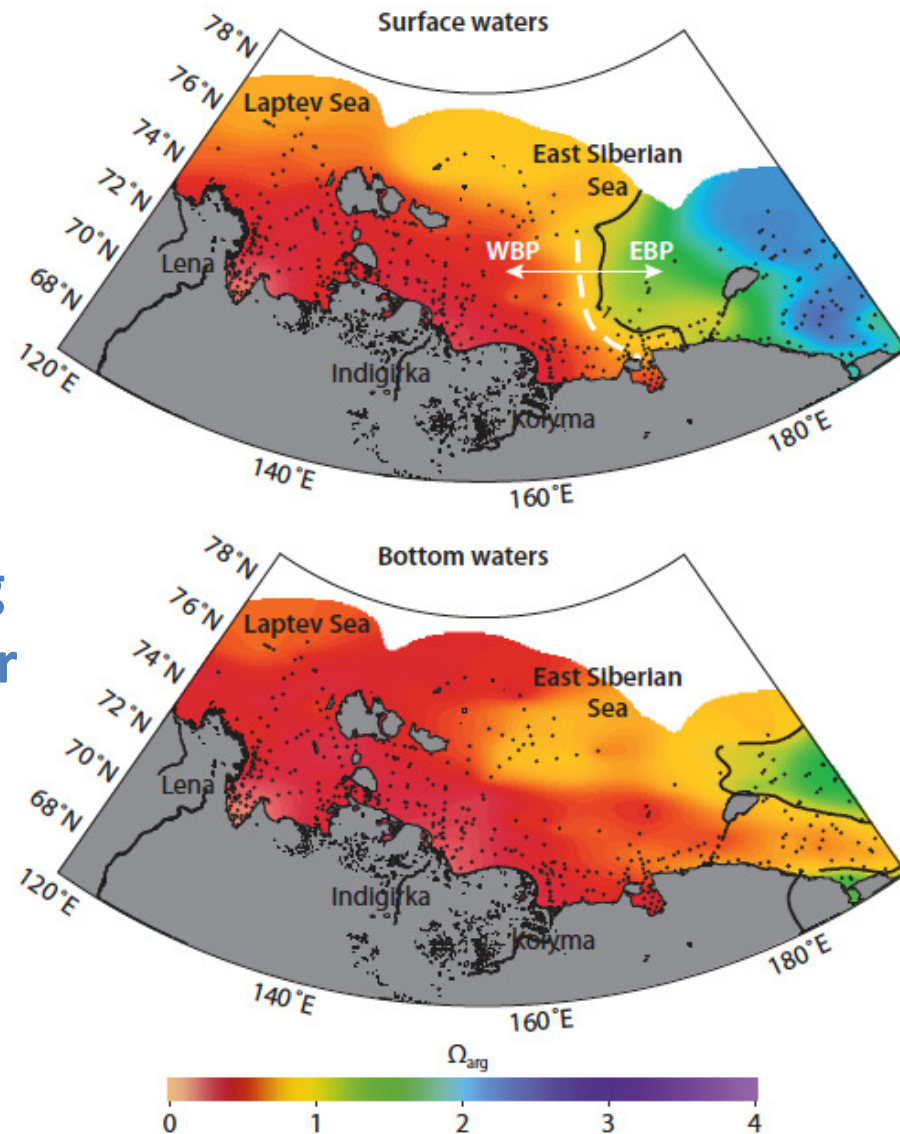 Surface waters
78°N
76°N
74°N
72°N
70°N
68°N
120°E
140°E
160°E
180°E
Laptev Sea
East Siberian
Sea
WBP
EBP
Lena
Indigirka
Kolyma
Bottom waters
78°N
76°N
74°N
72°N
70°N
68°N
120°E
140°E
160°E
180°E
Laptev Sea
East Siberian
Sea
Lena
Indigirka
Kolyma
g
r
Ωarg
0 1 2 3 4